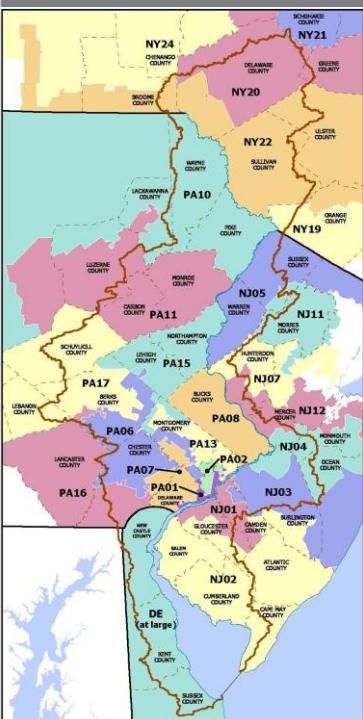 SCHOHARIE
COUNTY
NY21
NY24
CHENANGO
COUNTY
DELAWARE
COUNTY
GREENE
COUNTY
NY20
BROOME
COUNTY
NY22
ULSTER
COUNTY
SULLIVAN
COUNTY
WAYNE
COUNTY
LACKAWANNA
COUNTY
PA10
ORANGE
COUNTY
NY19
PIKE
COUNTY
SUSSEX
COUNTY
LUZERNE
COUNTY
MONROE
COUNTY
NJ05
WARREN
COUNTY
NJ11
MORRIS
COUNTY
CARBON
COUNTY
PA11
NORTHAMPTON
COUNTY
SCHUYLKILL
COUNTY
LEHIGH
COUNTY
PA15
HUNTERDON
COUNTY
NJ07
PA17
BERKS
COUNTY
BUCKS
COUNTY
LEBANON
COUNTY
PA08
MERCER
COUNTY
NJ12
MONTGOMERY
COUNTY
PA06
PA13
MONMOUTH
COUNTY
CHESTER
COUNTY
PA02
NJ04
LANCASTER
COUNTY
OCEAN
COUNTY
PA07
PA16
PA01
DELAWARE
COUNTY
NJ03
NJ01
BURLINGTON
COUNTY
NEW
CASTLE
COUNTY
GLOUCESTER
COUNTY
CAMDEN
COUNTY
SALEM
COUNTY
ATLANTIC
COUNTY
NJ02
CUMBERLAND
COUNTY
CAPE MAY
COUNTY
DE
(at large)
KENT
COUNTY
SUSSEX
COUNTY